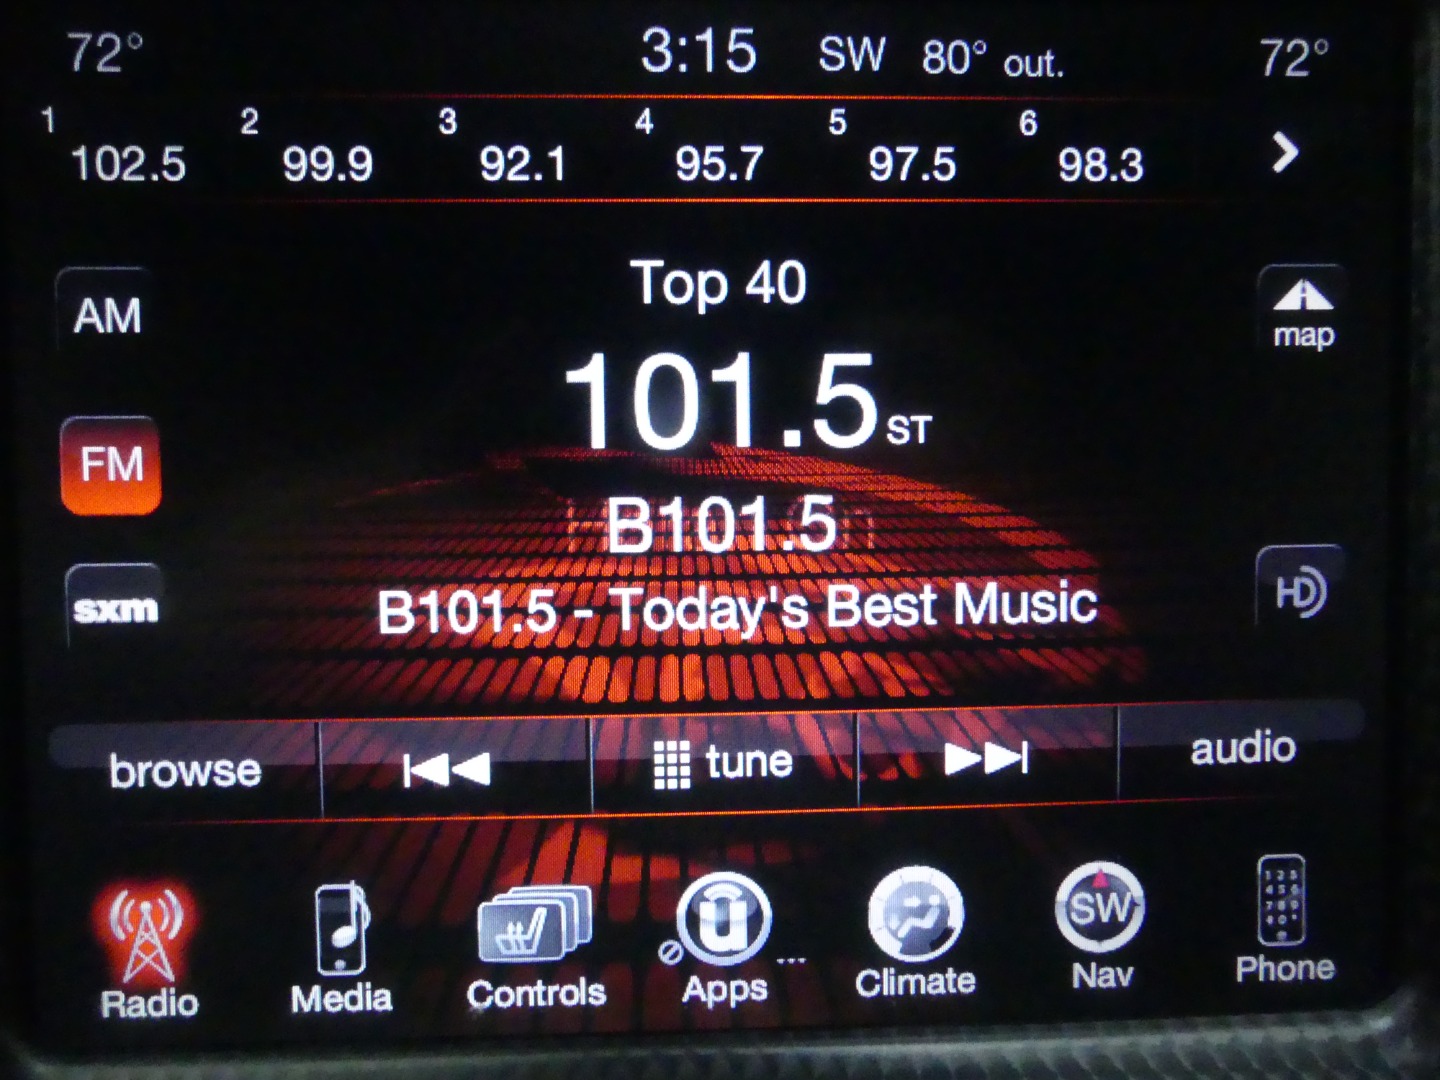 72° 3:15 SW 80° out. 72°
1 2 3 4 5 6
102.5 99.9 92.1 95.7 97.5 98.3
Top 40
AM
map
101.5 ST
FM
B101.5
sxm
B101.5 - Today's Best Music
HD
browse tune audio
u
SW
Radio Media Controls Apps ... Climate Nav Phone